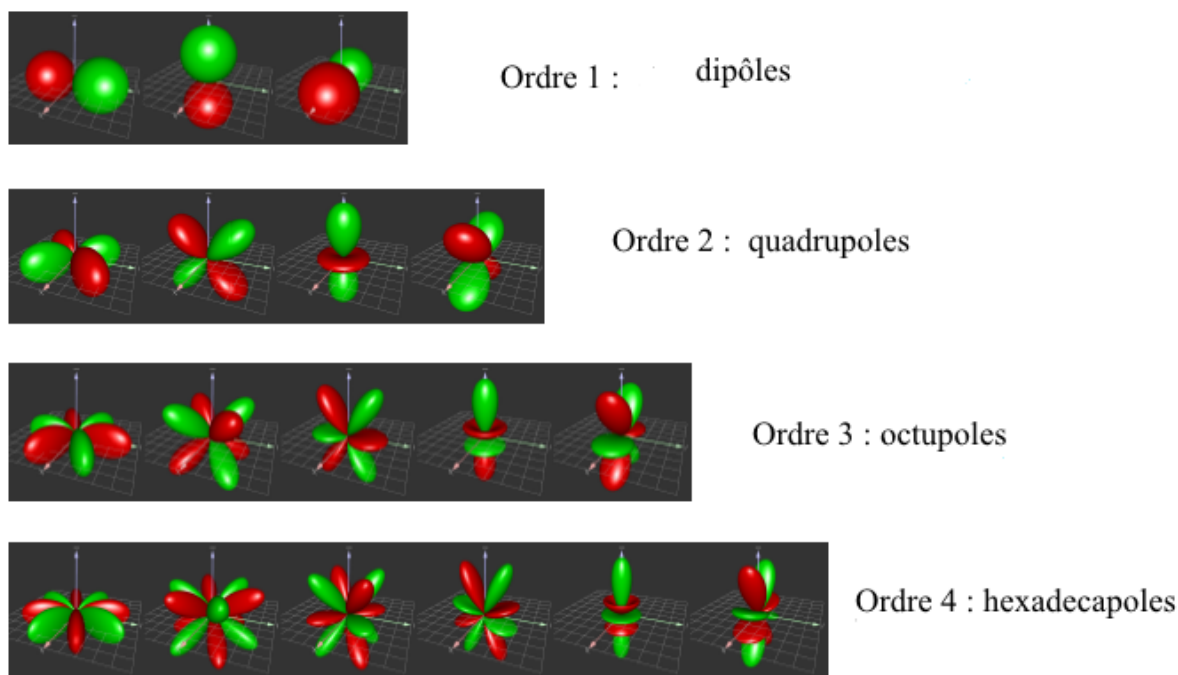 Ordre 1 : dipôles
Ordre 2 : quadrupoles
Ordre 3 : octupoles
Ordre 4 : hexadecapoles